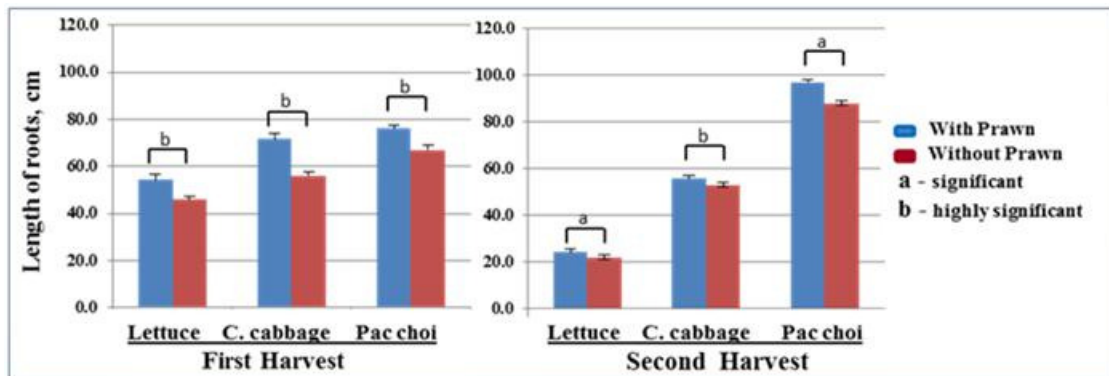 Length of roots, cm
120.0
100.0
80.0
60.0
40.0
20.0
0.0
b
b
b
Lettuce C. cabbage Pac choi
First Harvest
120.0
100.0
80.0
60.0
40.0
20.0
0.0
a
b
a
Lettuce C. cabbage Pac choi
Second Harvest
With Prawn
Without Prawn
a - significant
b - highly significant